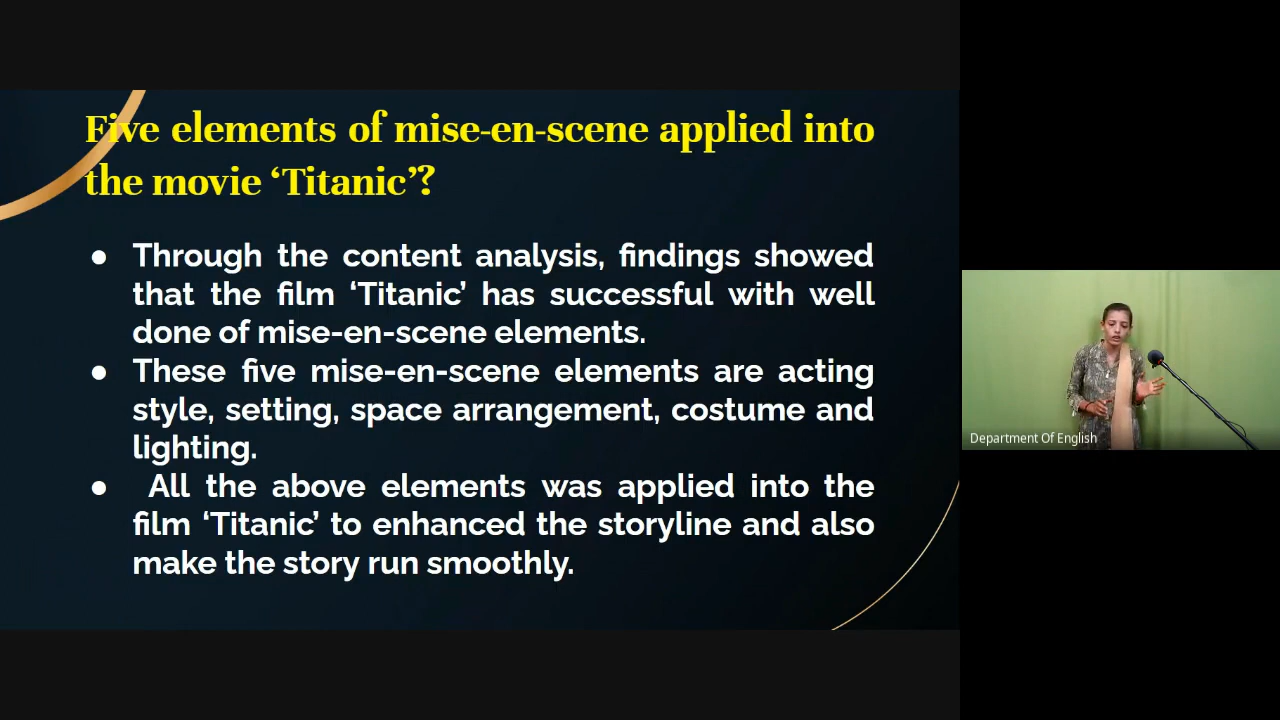 Five elements of mise-en-scene applied into
the movie ‘Titanic’?
● Through the content analysis, findings showed
that the film ‘Titanic’ has successful with well
done of mise-en-scene elements.
● These five mise-en-scene elements are acting
style, setting, space arrangement, costume and
lighting.
● All the above elements was applied into the
film ‘Titanic’ to enhanced the storyline and also
make the story run smoothly.
Department Of English